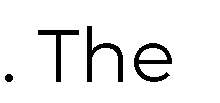 . The